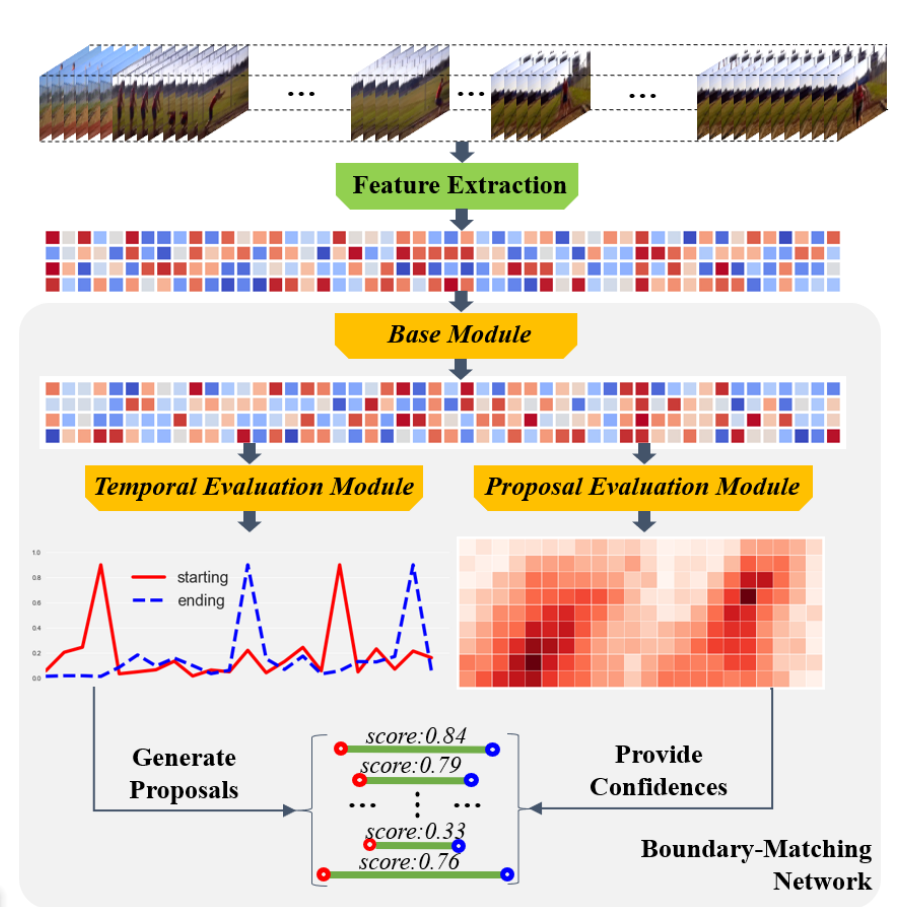 Feature Extraction
Base Module
Temporal Evaluation Module
Proposal Evaluation Module
1.0
0.8
0.6
0.4
0.2
0.0
starting
ending
Generate
Proposals
score:0.84
score:0.79
... ⋮ ...
score:0.33
score:0.76
Provide
Confidences
Boundary-Matching
Network